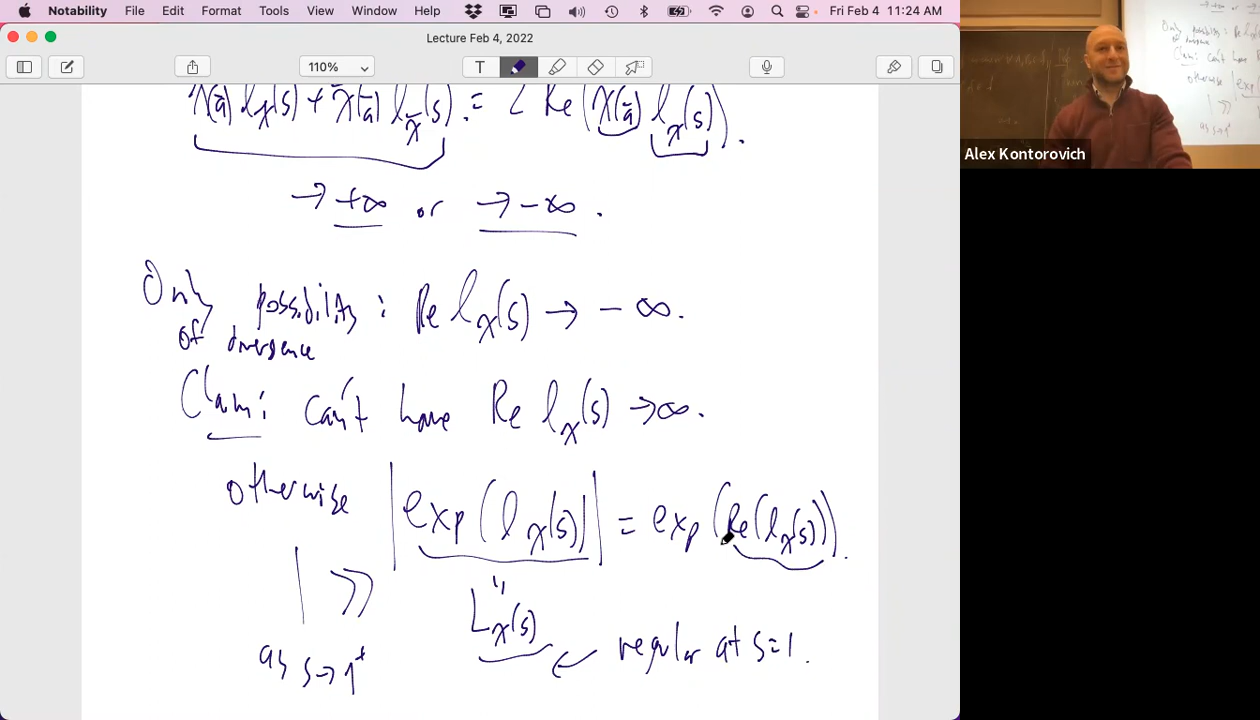 Notability File Edit Format Tools View Window Help Fri Feb 4 11:24 AM
Lecture Feb 4, 2022
110% T
χ(ā) l_χ(s) + χ̄(ā) l_χ̄(s) = 2 Re(χ(ā) l_χ(s)).
→ +∞ or → -∞.
Only possibility: Re l_χ(s) → -∞.
of divergence
Claim: can't have Re l_χ(s) → ∞.
otherwise |exp(l_χ(s))| = exp(Re(l_χ(s))).
1 ≫
L_χ(s)
regular at s=1.
as s→1⁺
Alex Kontorovich